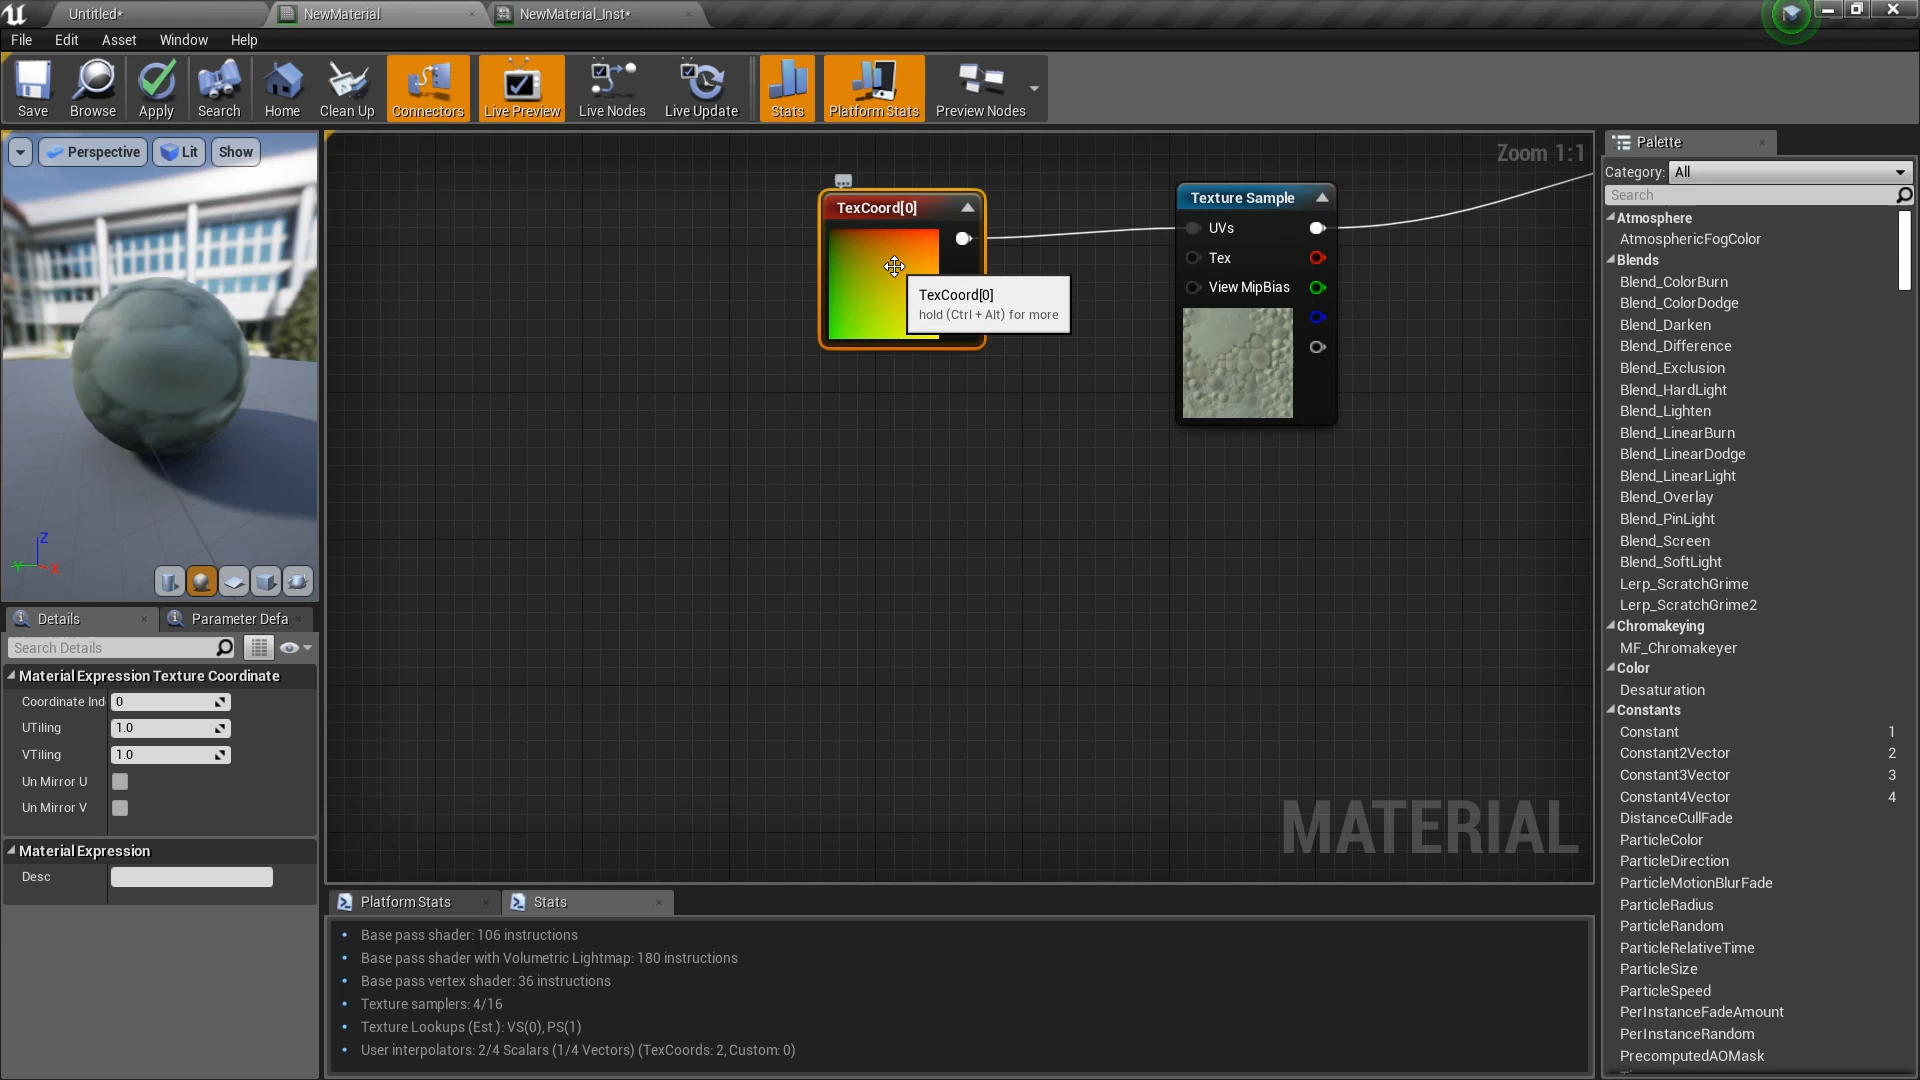 Untitled*
NewMaterial
NewMaterial_Inst*
File
Edit
Asset
Window
Help
Save
Browse
Apply
Search
Home
Clean Up
Connectors
Live Preview
Live Nodes
Live Update
Stats
Platform Stats
Preview Nodes
Perspective
Lit
Show
Z
Y
X
Zoom 1:1
TexCoord[0]
TexCoord[0]
hold (Ctrl + Alt) for more
Texture Sample
UVs
Tex
View MipBias
MATERIAL
Details
Parameter Defa
Search Details
Material Expression Texture Coordinate
Coordinate Ind 0
UTiling 1.0
VTiling 1.0
Un Mirror U
Un Mirror V
Material Expression
Desc
Platform Stats
Stats
• Base pass shader: 106 instructions
• Base pass shader with Volumetric Lightmap: 180 instructions
• Base pass vertex shader: 36 instructions
• Texture samplers: 4/16
• Texture Lookups (Est.): VS(0), PS(1)
• User interpolators: 2/4 Scalars (1/4 Vectors) (TexCoords: 2, Custom: 0)
Palette
Category: All
Search
Atmosphere
AtmosphericFogColor
Blends
Blend_ColorBurn
Blend_ColorDodge
Blend_Darken
Blend_Difference
Blend_Exclusion
Blend_HardLight
Blend_Lighten
Blend_LinearBurn
Blend_LinearDodge
Blend_LinearLight
Blend_Overlay
Blend_PinLight
Blend_Screen
Blend_SoftLight
Lerp_ScratchGrime
Lerp_ScratchGrime2
Chromakeying
MF_Chromakeyer
Color
Desaturation
Constants
Constant 1
Constant2Vector 2
Constant3Vector 3
Constant4Vector 4
DistanceCullFade
ParticleColor
ParticleDirection
ParticleMotionBlurFade
ParticleRadius
ParticleRandom
ParticleRelativeTime
ParticleSize
ParticleSpeed
PerInstanceFadeAmount
PerInstanceRandom
PrecomputedAOMask